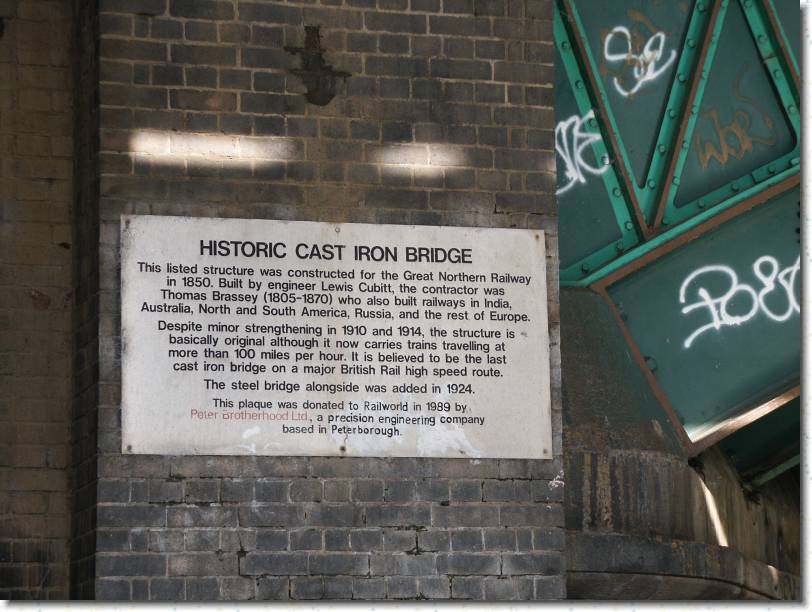 HISTORIC CAST IRON BRIDGE
This listed structure was constructed for the Great Northern Railway
in 1850. Built by engineer Lewis Cubitt, the contractor was
Thomas Brassey (1805-1870) who also built railways in India,
Australia, North and South America, Russia, and the rest of Europe.
Despite minor strengthening in 1910 and 1914, the structure is
basically original although it now carries trains travelling at
more than 100 miles per hour. It is believed to be the last
cast iron bridge on a major British Rail high speed route.
The steel bridge alongside was added in 1924.
This plaque was donated to Railworld in 1989 by
Peter Brotherhood Ltd., a precision engineering company
based in Peterborough.